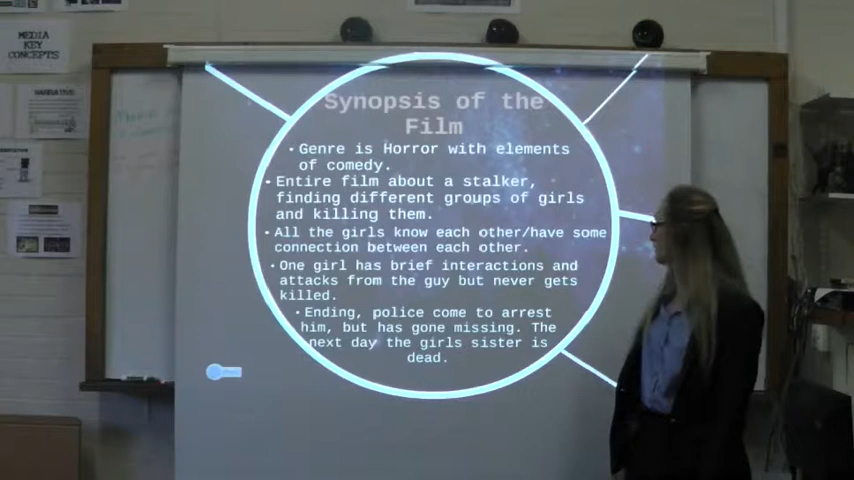 MEDIA
KEY
CONCEPTS
NARRATIVE
Synopsis of the
Film
• Genre is Horror with elements
of comedy.
• Entire film about a stalker,
finding different groups of girls
and killing them.
• All the girls know each other/have some
connection between each other.
• One girl has brief interactions and
attacks from the guy but never gets
killed.
• Ending, police come to arrest
him, but has gone missing. The
next day the girls sister is
dead.